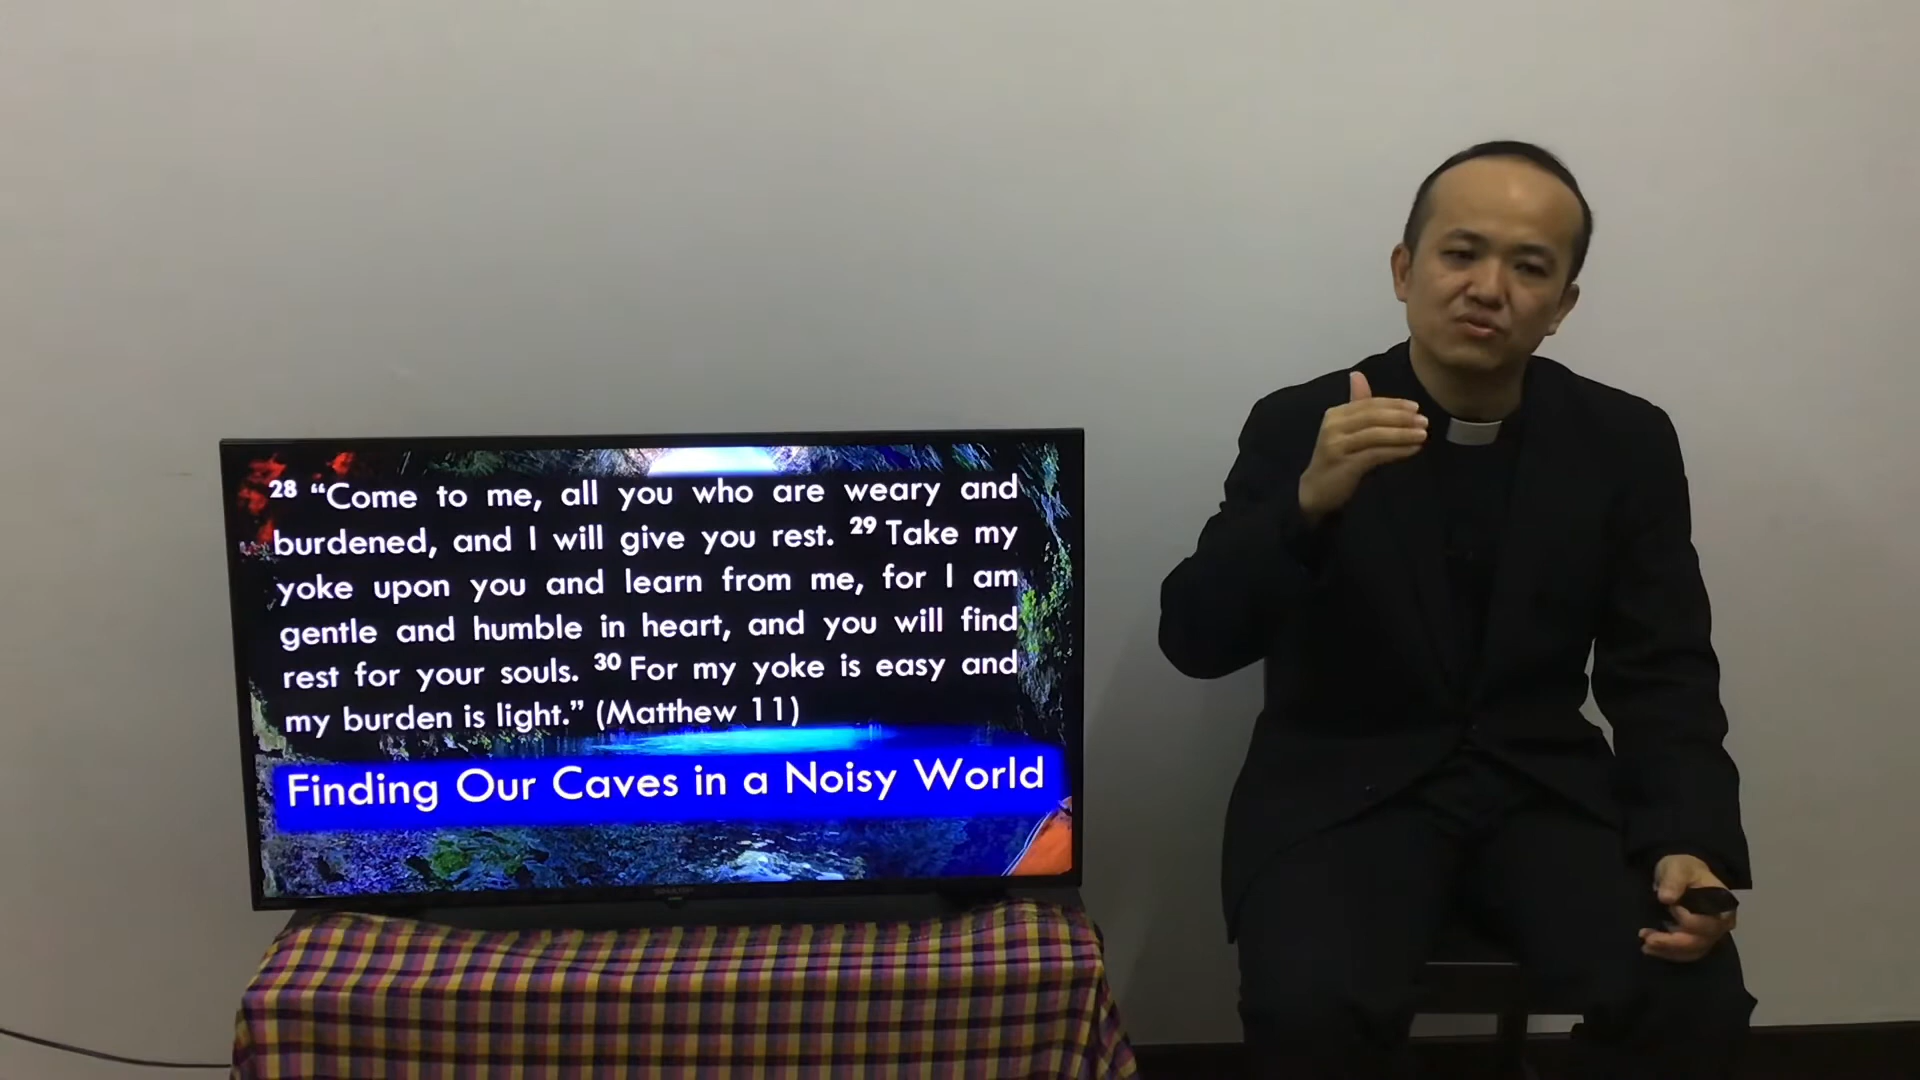 28 “Come to me, all you who are weary and
burdened, and I will give you rest. 29 Take my
yoke upon you and learn from me, for I am
gentle and humble in heart, and you will find
rest for your souls. 30 For my yoke is easy and
my burden is light.” (Matthew 11)
Finding Our Caves in a Noisy World